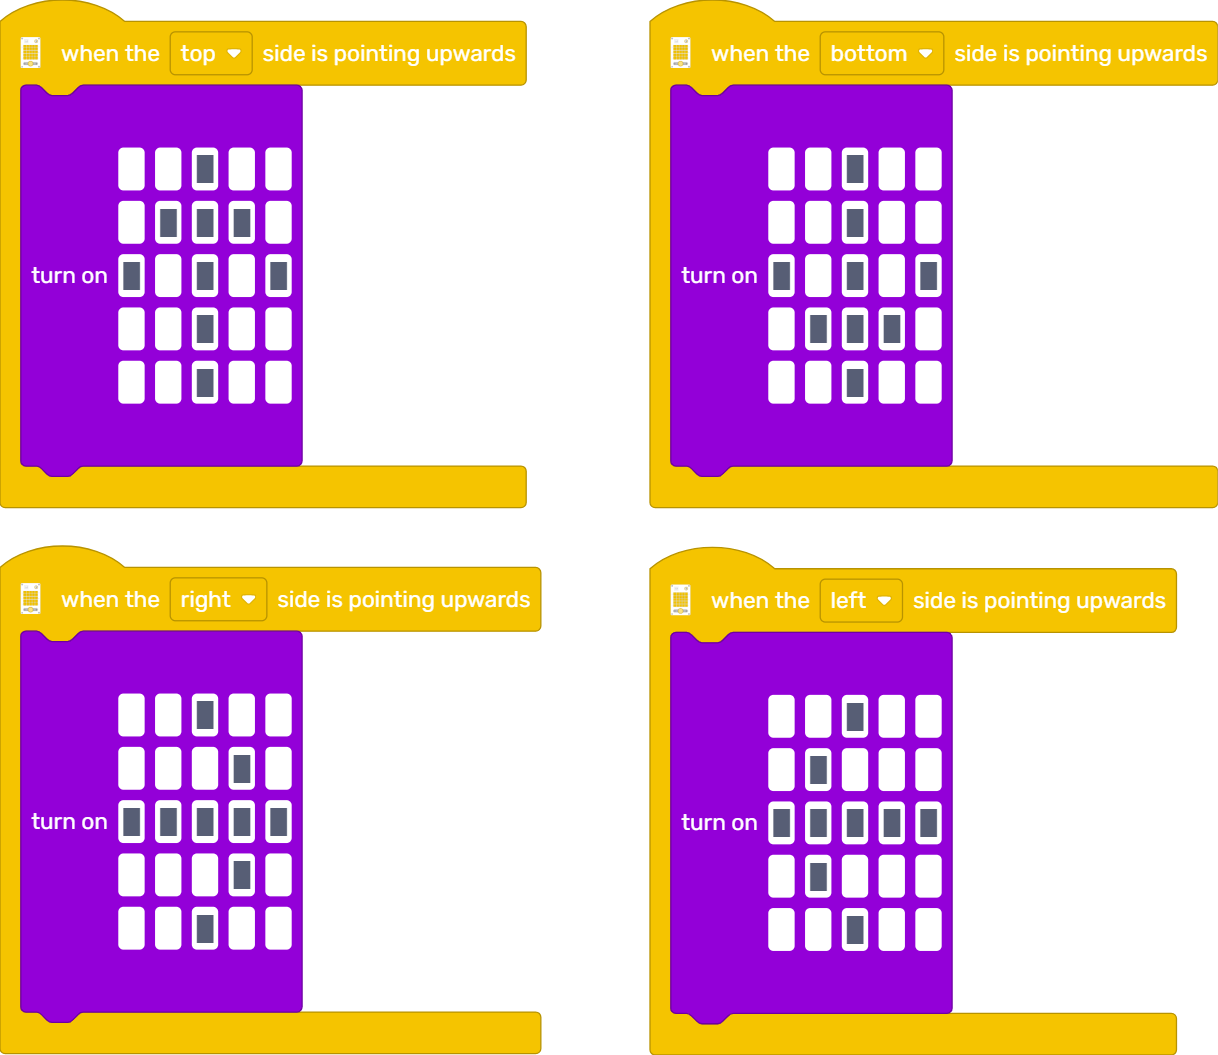 when the top side is pointing upwards
turn on
when the bottom side is pointing upwards
turn on
when the right side is pointing upwards
turn on
when the left side is pointing upwards
turn on